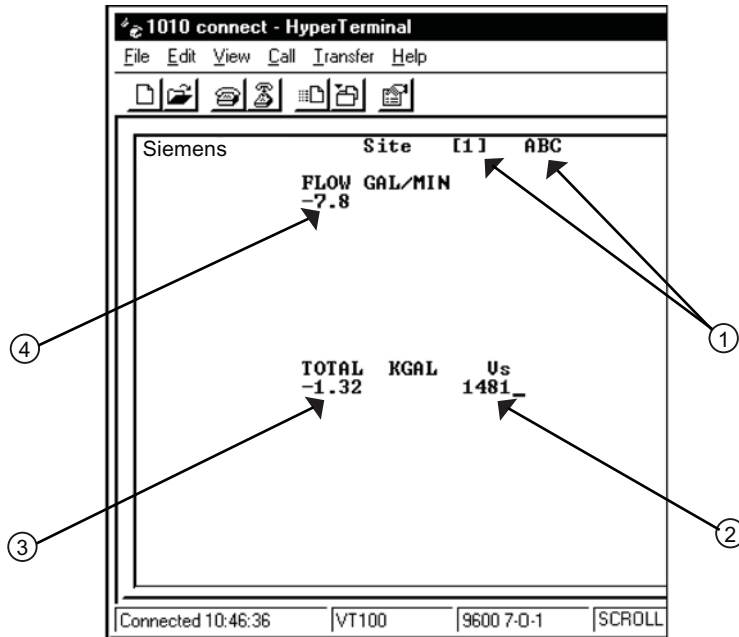 1010 connect - HyperTerminal
File Edit View Call Transfer Help
Siemens Site [1] ABC
FLOW GAL/MIN
-7.8
1
4
TOTAL KGAL Vs
-1.32 1481_
2
3
Connected 10:46:36 VT100 9600 7-0-1 SCROLL